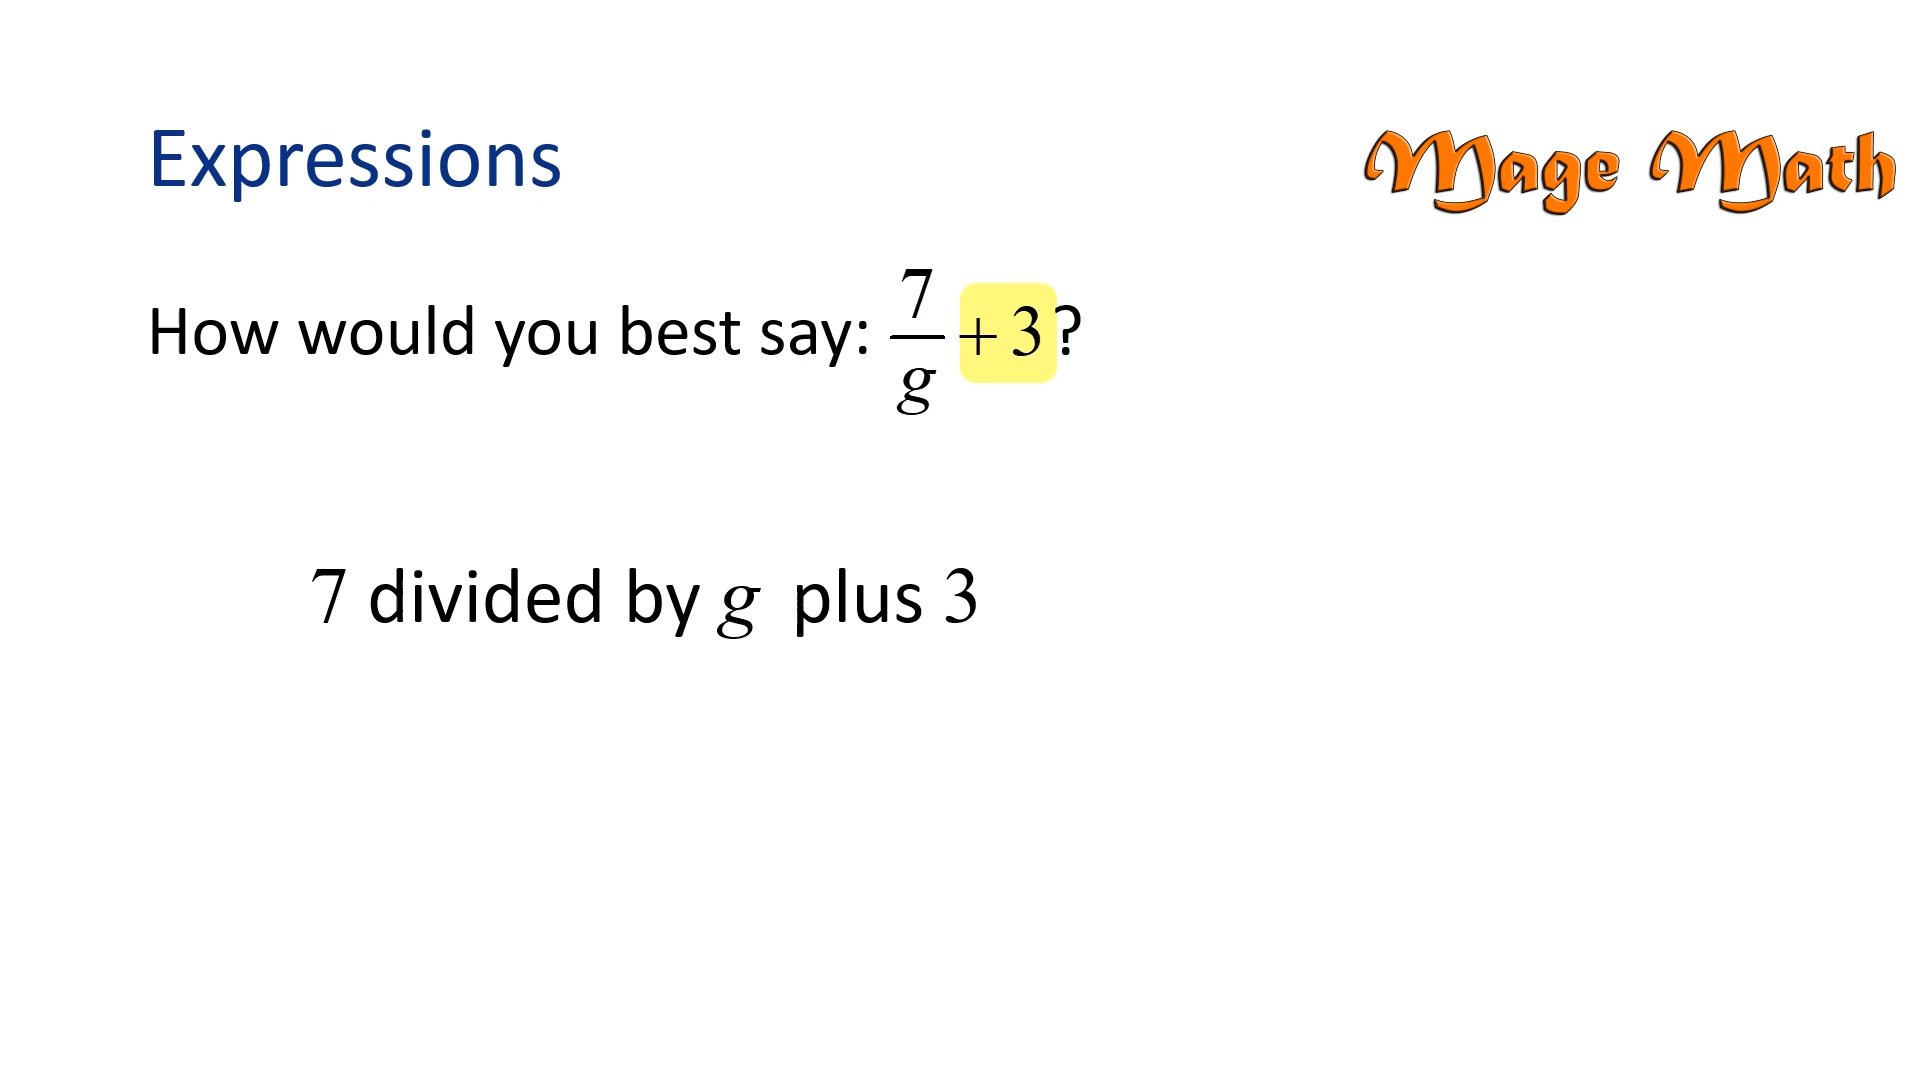 Expressions
Mage Math
How would you best say: 7/g + 3?
7 divided by g plus 3